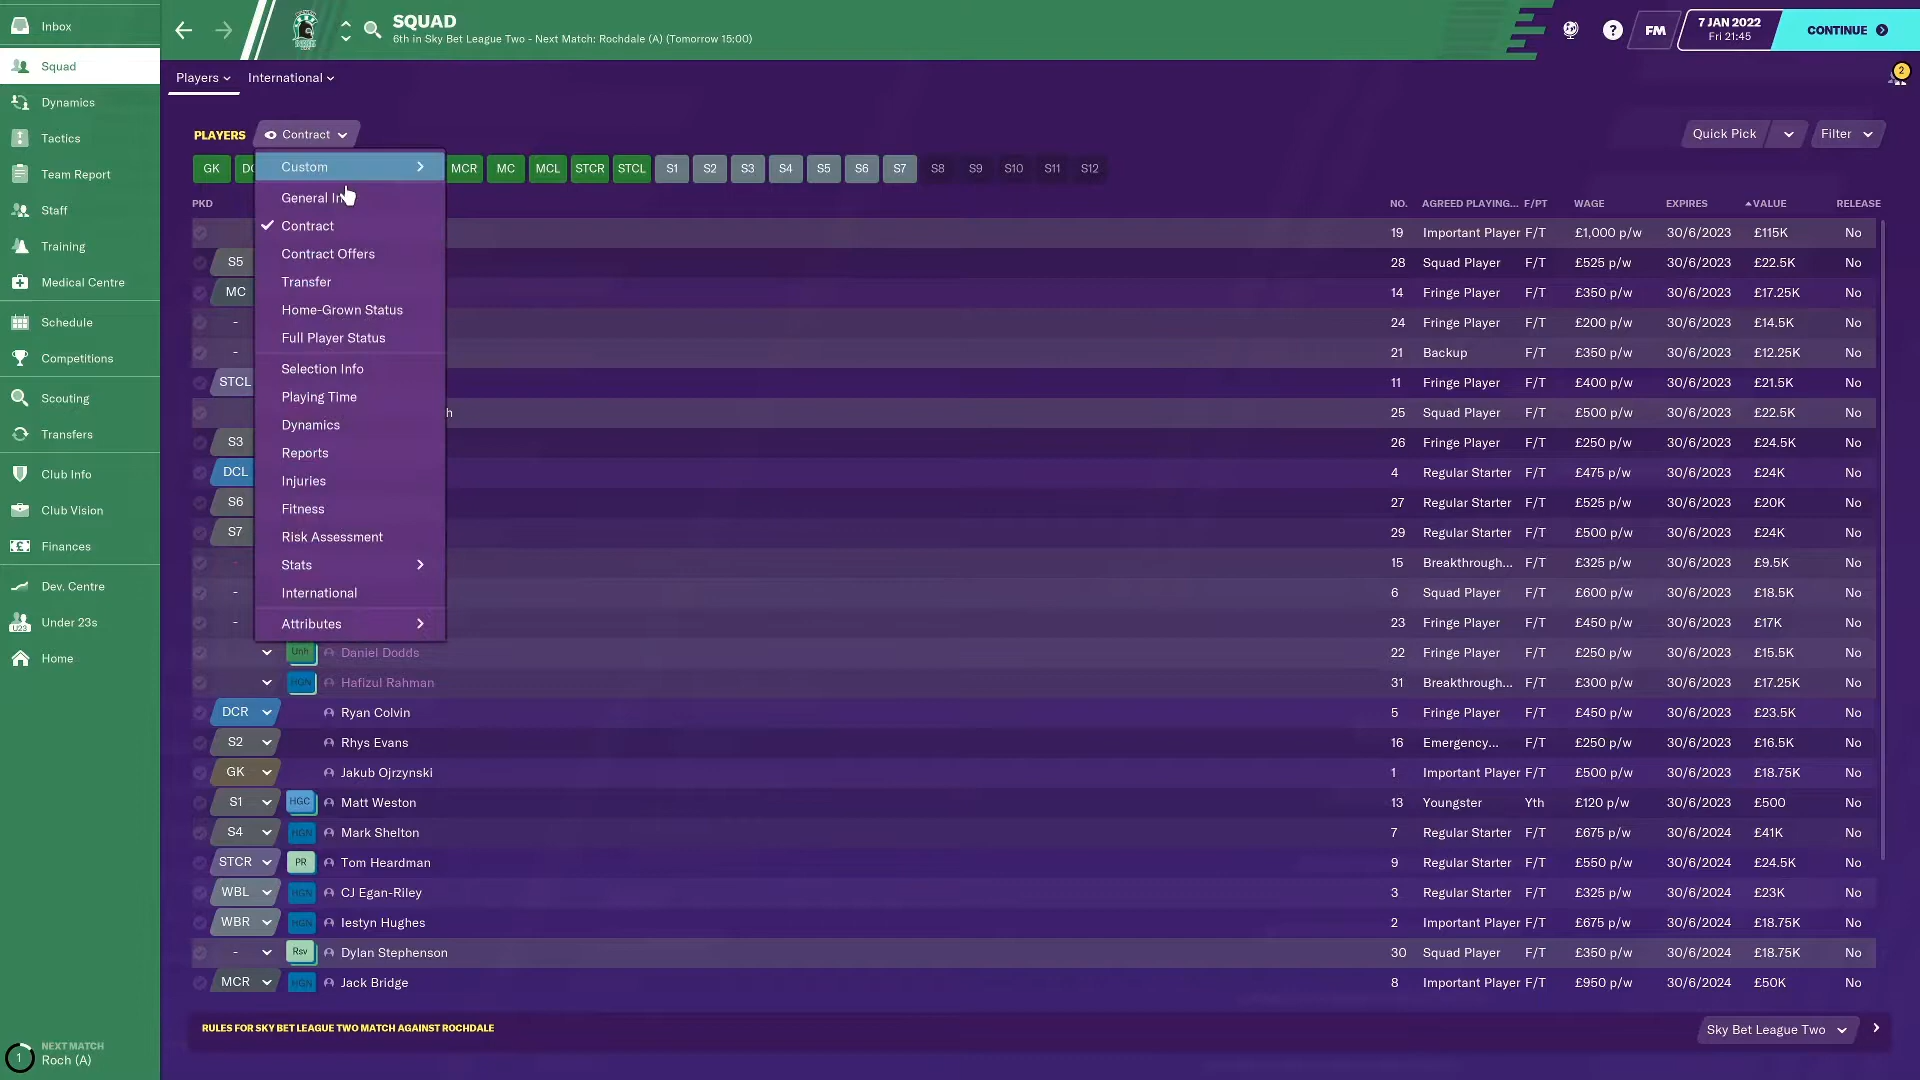 Inbox
Squad
Dynamics
Tactics
Team Report
Staff
Training
Medical Centre
Schedule
Competitions
Scouting
Transfers
Club Info
Club Vision
Finances
Dev. Centre
Under 23s
Home
NEXT MATCH
1 Roch (A)
SQUAD
6th in Sky Bet League Two - Next Match: Rochdale (A) (Tomorrow 15:00)
FM
7 JAN 2022
Fri 21:45
CONTINUE
2
Players International
PLAYERS Contract
Quick Pick Filter
GK MCR MC MCL STCR STCL S1 S2 S3 S4 S5 S6 S7 S8 S9 S10 S11 S12
Custom
General In
Contract
Contract Offers
Transfer
Home-Grown Status
Full Player Status
Selection Info
Playing Time
Dynamics
Reports
Injuries
Fitness
Risk Assessment
Stats
International
Attributes
PKD NO. AGREED PLAYING... F/PT WAGE EXPIRES VALUE RELEASE
19 Important Player F/T £1,000 p/w 30/6/2023 £115K No
S5 28 Squad Player F/T £525 p/w 30/6/2023 £22.5K No
MC 14 Fringe Player F/T £350 p/w 30/6/2023 £17.25K No
- 24 Fringe Player F/T £200 p/w 30/6/2023 £14.5K No
- 21 Backup F/T £350 p/w 30/6/2023 £12.25K No
STCL 11 Fringe Player F/T £400 p/w 30/6/2023 £21.5K No
h 25 Squad Player F/T £500 p/w 30/6/2023 £22.5K No
S3 26 Fringe Player F/T £250 p/w 30/6/2023 £24.5K No
DCL 4 Regular Starter F/T £475 p/w 30/6/2023 £24K No
S6 27 Regular Starter F/T £525 p/w 30/6/2023 £20K No
S7 29 Regular Starter F/T £500 p/w 30/6/2023 £24K No
- 15 Breakthrough... F/T £325 p/w 30/6/2023 £9.5K No
- 6 Squad Player F/T £600 p/w 30/6/2023 £18.5K No
- 23 Fringe Player F/T £450 p/w 30/6/2023 £17K No
Unh Daniel Dodds 22 Fringe Player F/T £250 p/w 30/6/2023 £15.5K No
HGN Hafizul Rahman 31 Breakthrough... F/T £300 p/w 30/6/2023 £17.25K No
DCR Ryan Colvin 5 Fringe Player F/T £450 p/w 30/6/2023 £23.5K No
S2 Rhys Evans 16 Emergency... F/T £250 p/w 30/6/2023 £16.5K No
GK Jakub Ojrzynski 1 Important Player F/T £500 p/w 30/6/2023 £18.75K No
S1 HGC Matt Weston 13 Youngster Yth £120 p/w 30/6/2023 £500 No
S4 HGN Mark Shelton 7 Regular Starter F/T £675 p/w 30/6/2024 £41K No
STCR PR Tom Heardman 9 Regular Starter F/T £550 p/w 30/6/2024 £24.5K No
WBL HGN CJ Egan-Riley 3 Regular Starter F/T £325 p/w 30/6/2024 £23K No
WBR HGN Iestyn Hughes 2 Important Player F/T £675 p/w 30/6/2024 £18.75K No
- Rsv Dylan Stephenson 30 Squad Player F/T £350 p/w 30/6/2024 £18.75K No
MCR HGN Jack Bridge 8 Important Player F/T £950 p/w 30/6/2024 £50K No
RULES FOR SKY BET LEAGUE TWO MATCH AGAINST ROCHDALE
Sky Bet League Two